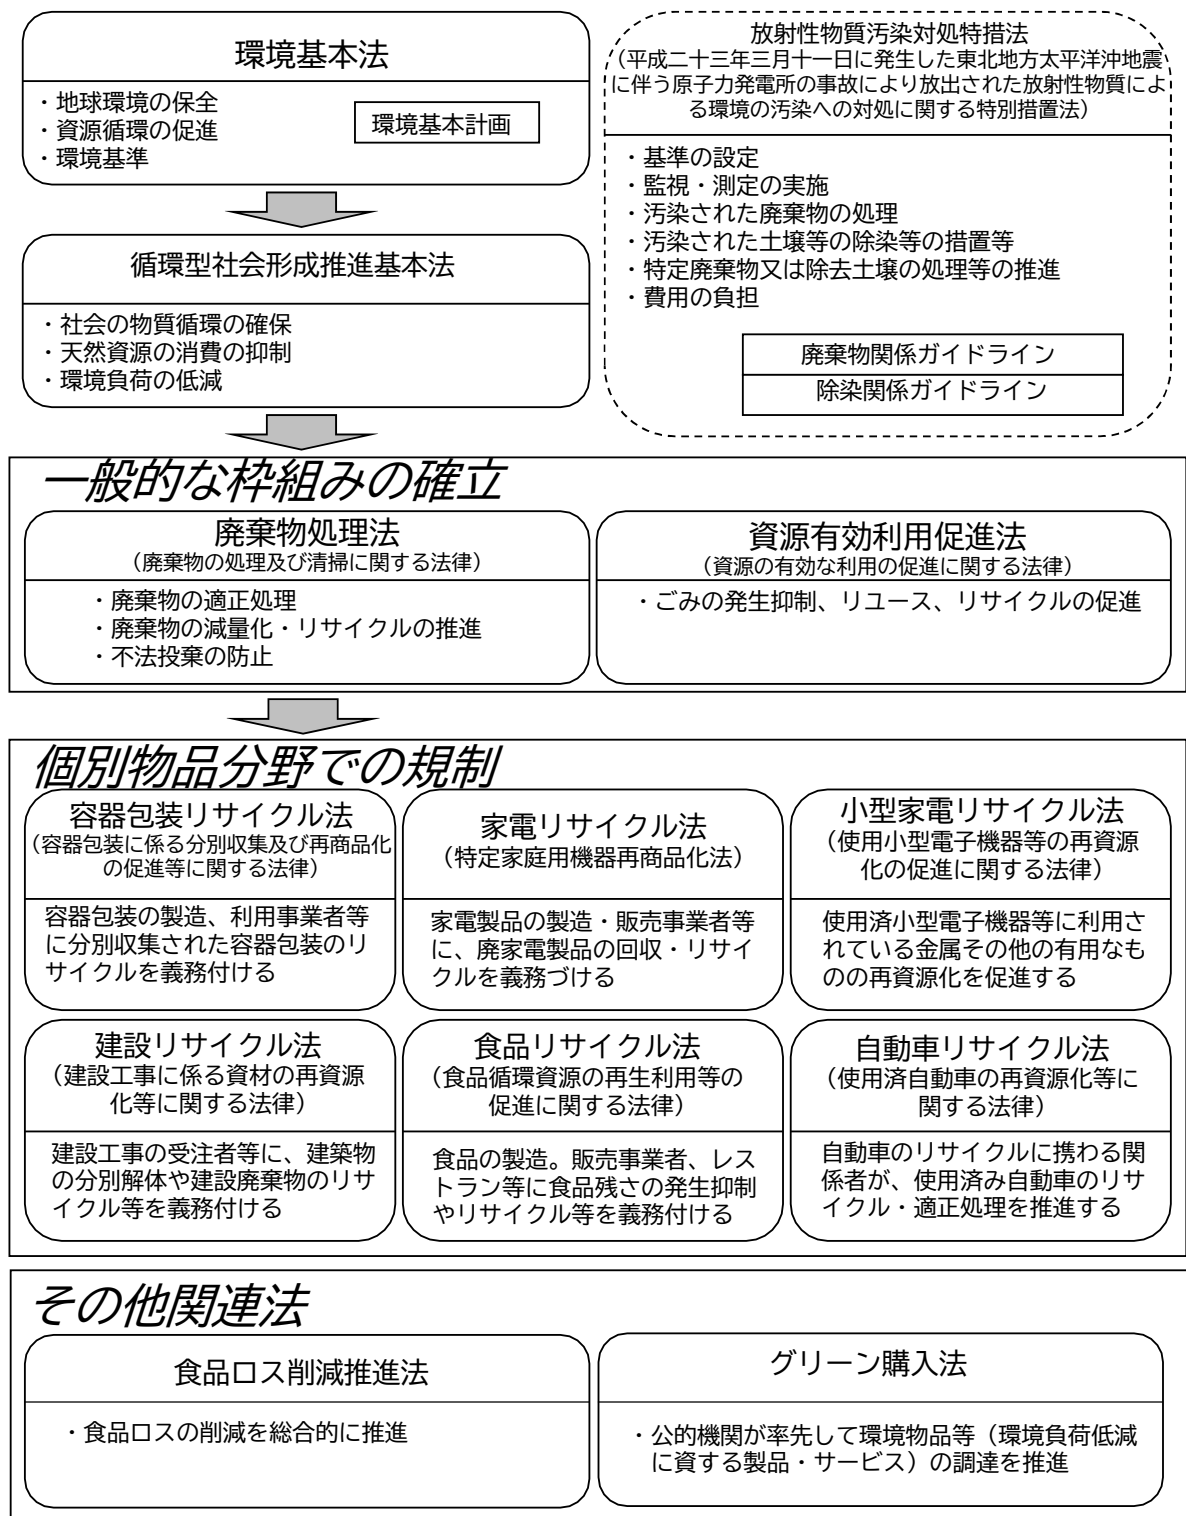 環境基本法
・地球環境の保全
・資源循環の促進
・環境基準
環境基本計画
放射性物質汚染対処特措法
（平成二十三年三月十一日に発生した東北地方太平洋沖地震
に伴う原子力発電所の事故により放出された放射性物質によ
る環境の汚染への対処に関する特別措置法）
・基準の設定
・監視・測定の実施
・汚染された廃棄物の処理
・汚染された土壌等の除染等の措置等
・特定廃棄物又は除去土壌の処理等の推進
・費用の負担
廃棄物関係ガイドライン
除染関係ガイドライン
循環型社会形成推進基本法
・社会の物質循環の確保
・天然資源の消費の抑制
・環境負荷の低減
一般的な枠組みの確立
廃棄物処理法
（廃棄物の処理及び清掃に関する法律）
・廃棄物の適正処理
・廃棄物の減量化・リサイクルの推進
・不法投棄の防止
資源有効利用促進法
（資源の有効な利用の促進に関する法律）
・ごみの発生抑制、リユース、リサイクルの促進
個別物品分野での規制
容器包装リサイクル法
（容器包装に係る分別収集及び再商品化
の促進等に関する法律）
容器包装の製造、利用事業者等
に分別収集された容器包装のリ
サイクルを義務付ける
家電リサイクル法
（特定家庭用機器再商品化法）
家電製品の製造・販売事業者等
に、廃家電製品の回収・リサイ
クルを義務づける
小型家電リサイクル法
（使用小型電子機器等の再資源
化の促進に関する法律）
使用済小型電子機器等に利用さ
れている金属その他の有用なも
のの再資源化を促進する
建設リサイクル法
（建設工事に係る資材の再資源
化等に関する法律）
建設工事の受注者等に、建築物
の分別解体や建設廃棄物のリサ
イクル等を義務付ける
食品リサイクル法
（食品循環資源の再生利用等の
促進に関する法律）
食品の製造。販売事業者、レス
トラン等に食品残さの発生抑制
やリサイクル等を義務付ける
自動車リサイクル法
（使用済自動車の再資源化等に
関する法律）
自動車のリサイクルに携わる関
係者が、使用済み自動車のリサ
イクル・適正処理を推進する
その他関連法
食品ロス削減推進法
・食品ロスの削減を総合的に推進
グリーン購入法
・公的機関が率先して環境物品等（環境負荷低減
に資する製品・サービス）の調達を推進